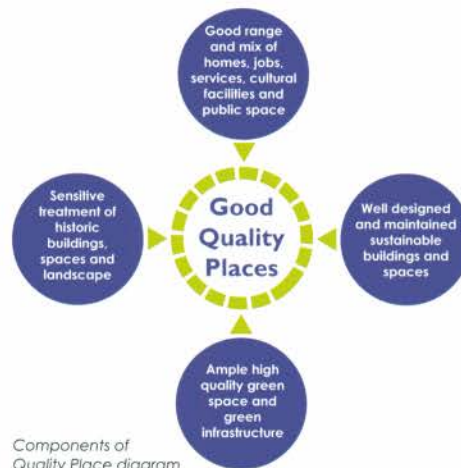 Good range
and mix of
homes, jobs,
services, cultural
facilities and
public space
Sensitive
treatment of
historic
buildings,
spaces and
landscape
Good
Quality
Places
Well designed
and maintained
sustainable
buildings and
spaces
Ample high
quality green
space and
green
infrastructure
Components of
Quality Place diagram